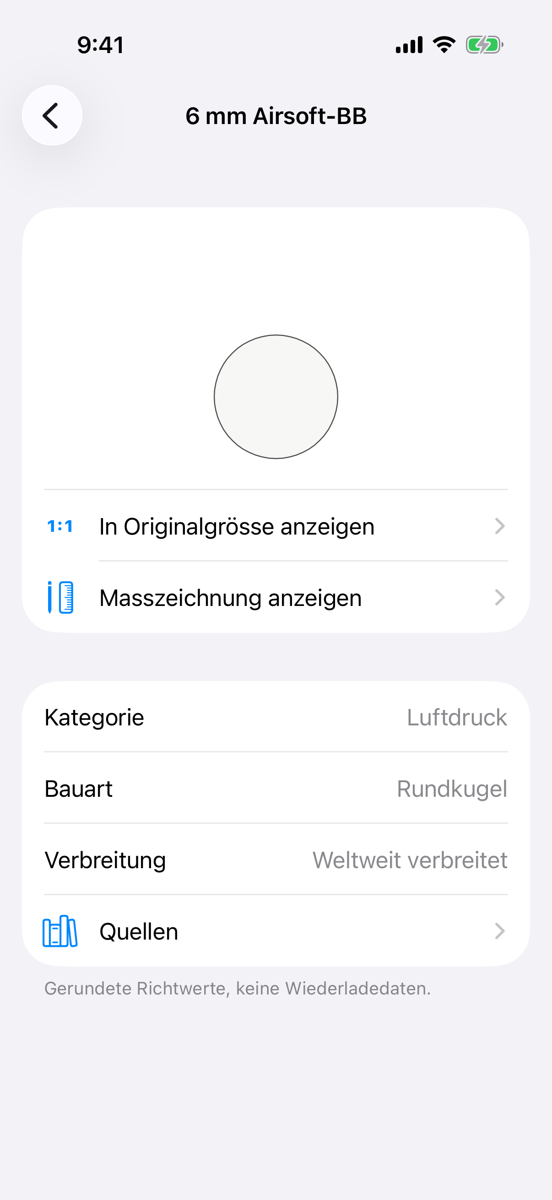 9:41
6 mm Airsoft-BB
1:1 In Originalgrösse anzeigen
Masszeichnung anzeigen
Kategorie Luftdruck
Bauart Rundkugel
Verbreitung Weltweit verbreitet
Quellen
Gerundete Richtwerte, keine Wiederladedaten.